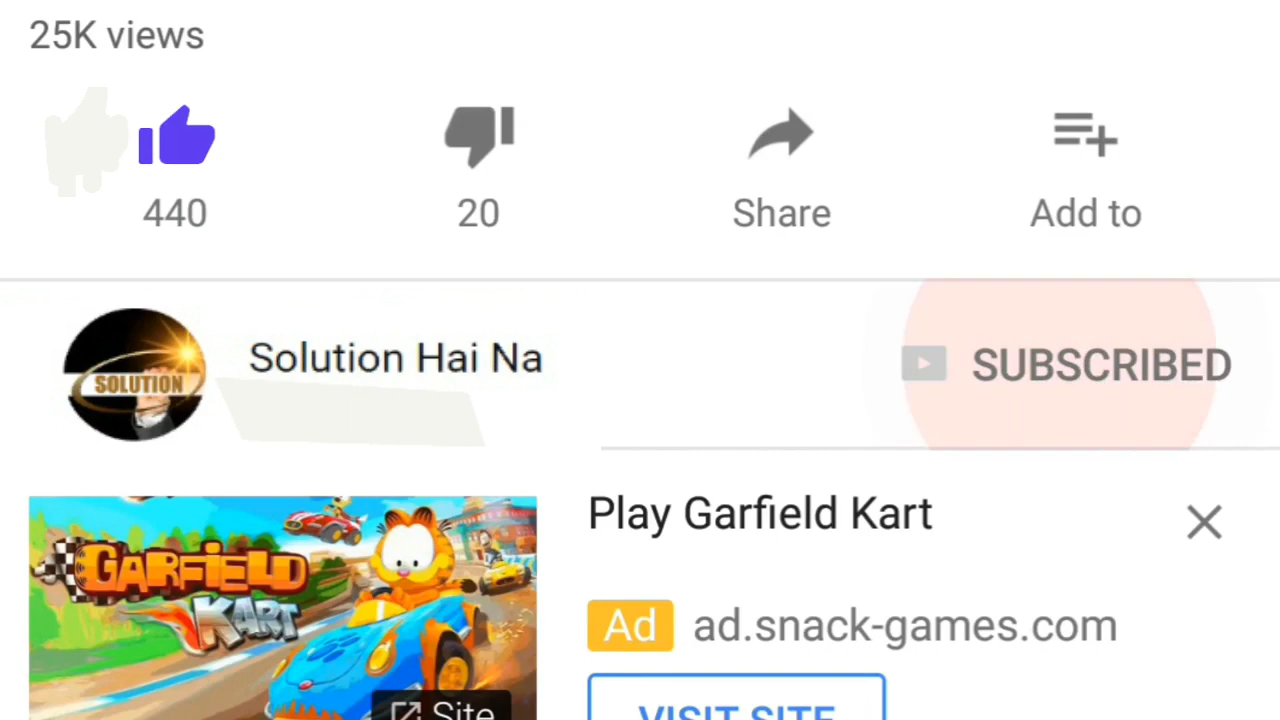 25K views
440
20
Share
Add to
SOLUTION
Solution Hai Na
SUBSCRIBED
GARFIELD
KART
Site
Play Garfield Kart
Ad ad.snack-games.com
VISIT SITE